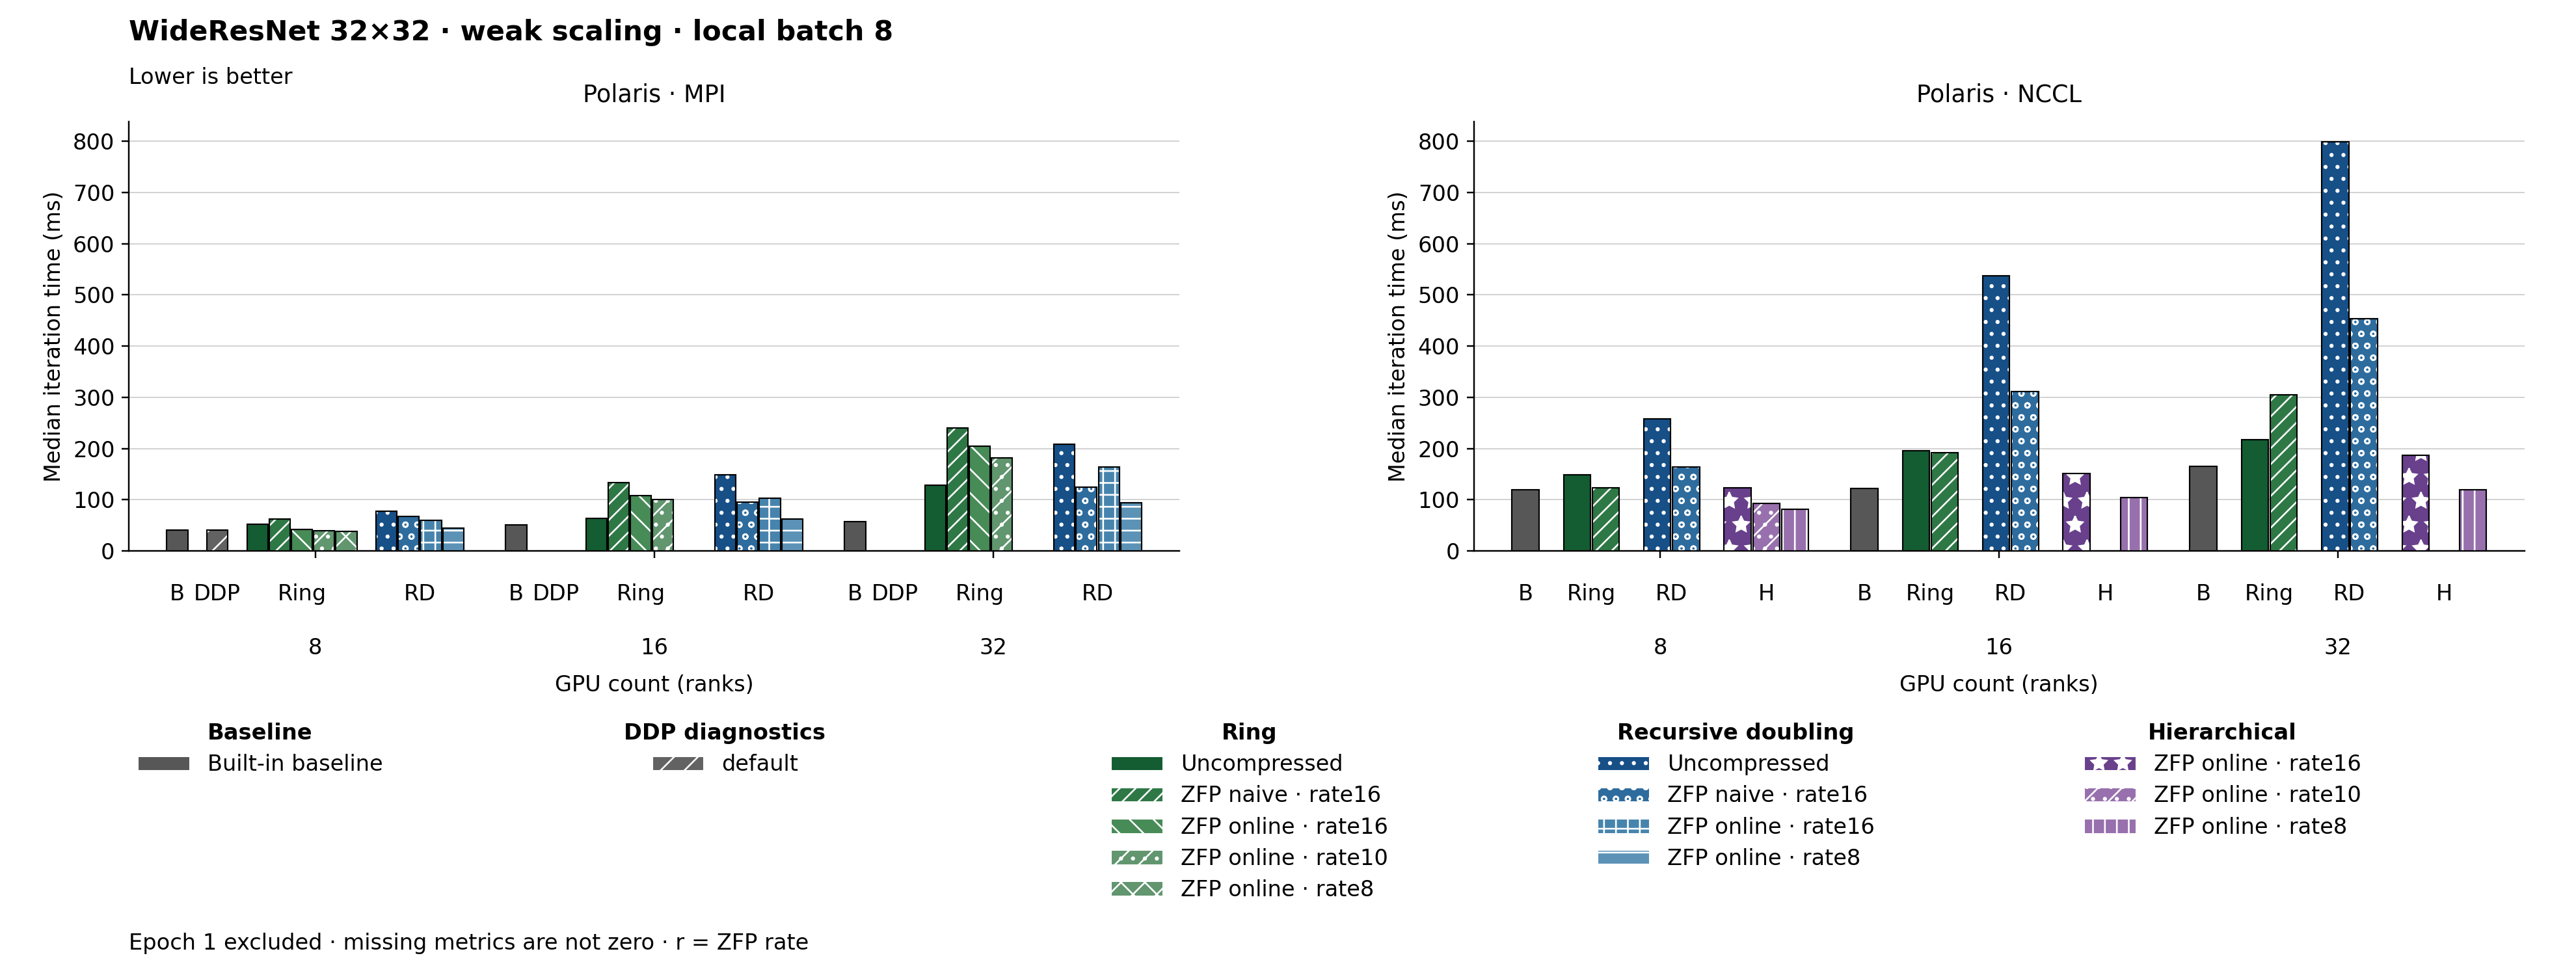 WideResNet 32×32 · weak scaling · local batch 8
Lower is better
Polaris · MPI
Median iteration time (ms)
800
700
600
500
400
300
200
100
0
B DDP Ring RD B DDP Ring RD B DDP Ring RD
8 16 32
GPU count (ranks)
Polaris · NCCL
Median iteration time (ms)
800
700
600
500
400
300
200
100
0
B Ring RD H B Ring RD H B Ring RD H
8 16 32
GPU count (ranks)
Baseline
Built-in baseline
DDP diagnostics
default
Ring
Uncompressed
ZFP naive · rate16
ZFP online · rate16
ZFP online · rate10
ZFP online · rate8
Recursive doubling
Uncompressed
ZFP naive · rate16
ZFP online · rate16
ZFP online · rate8
Hierarchical
ZFP online · rate16
ZFP online · rate10
ZFP online · rate8
Epoch 1 excluded · missing metrics are not zero · r = ZFP rate